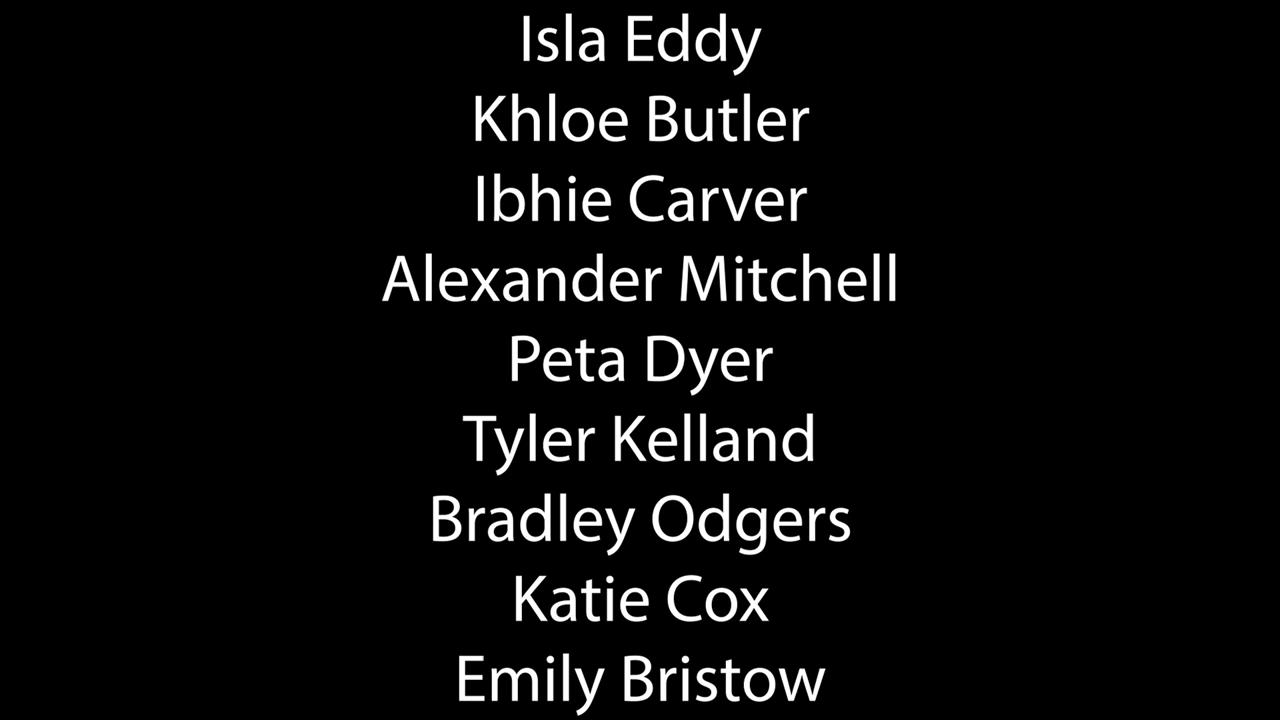 Isla Eddy
Khloe Butler
Ibhie Carver
Alexander Mitchell
Peta Dyer
Tyler Kelland
Bradley Odgers
Katie Cox
Emily Bristow